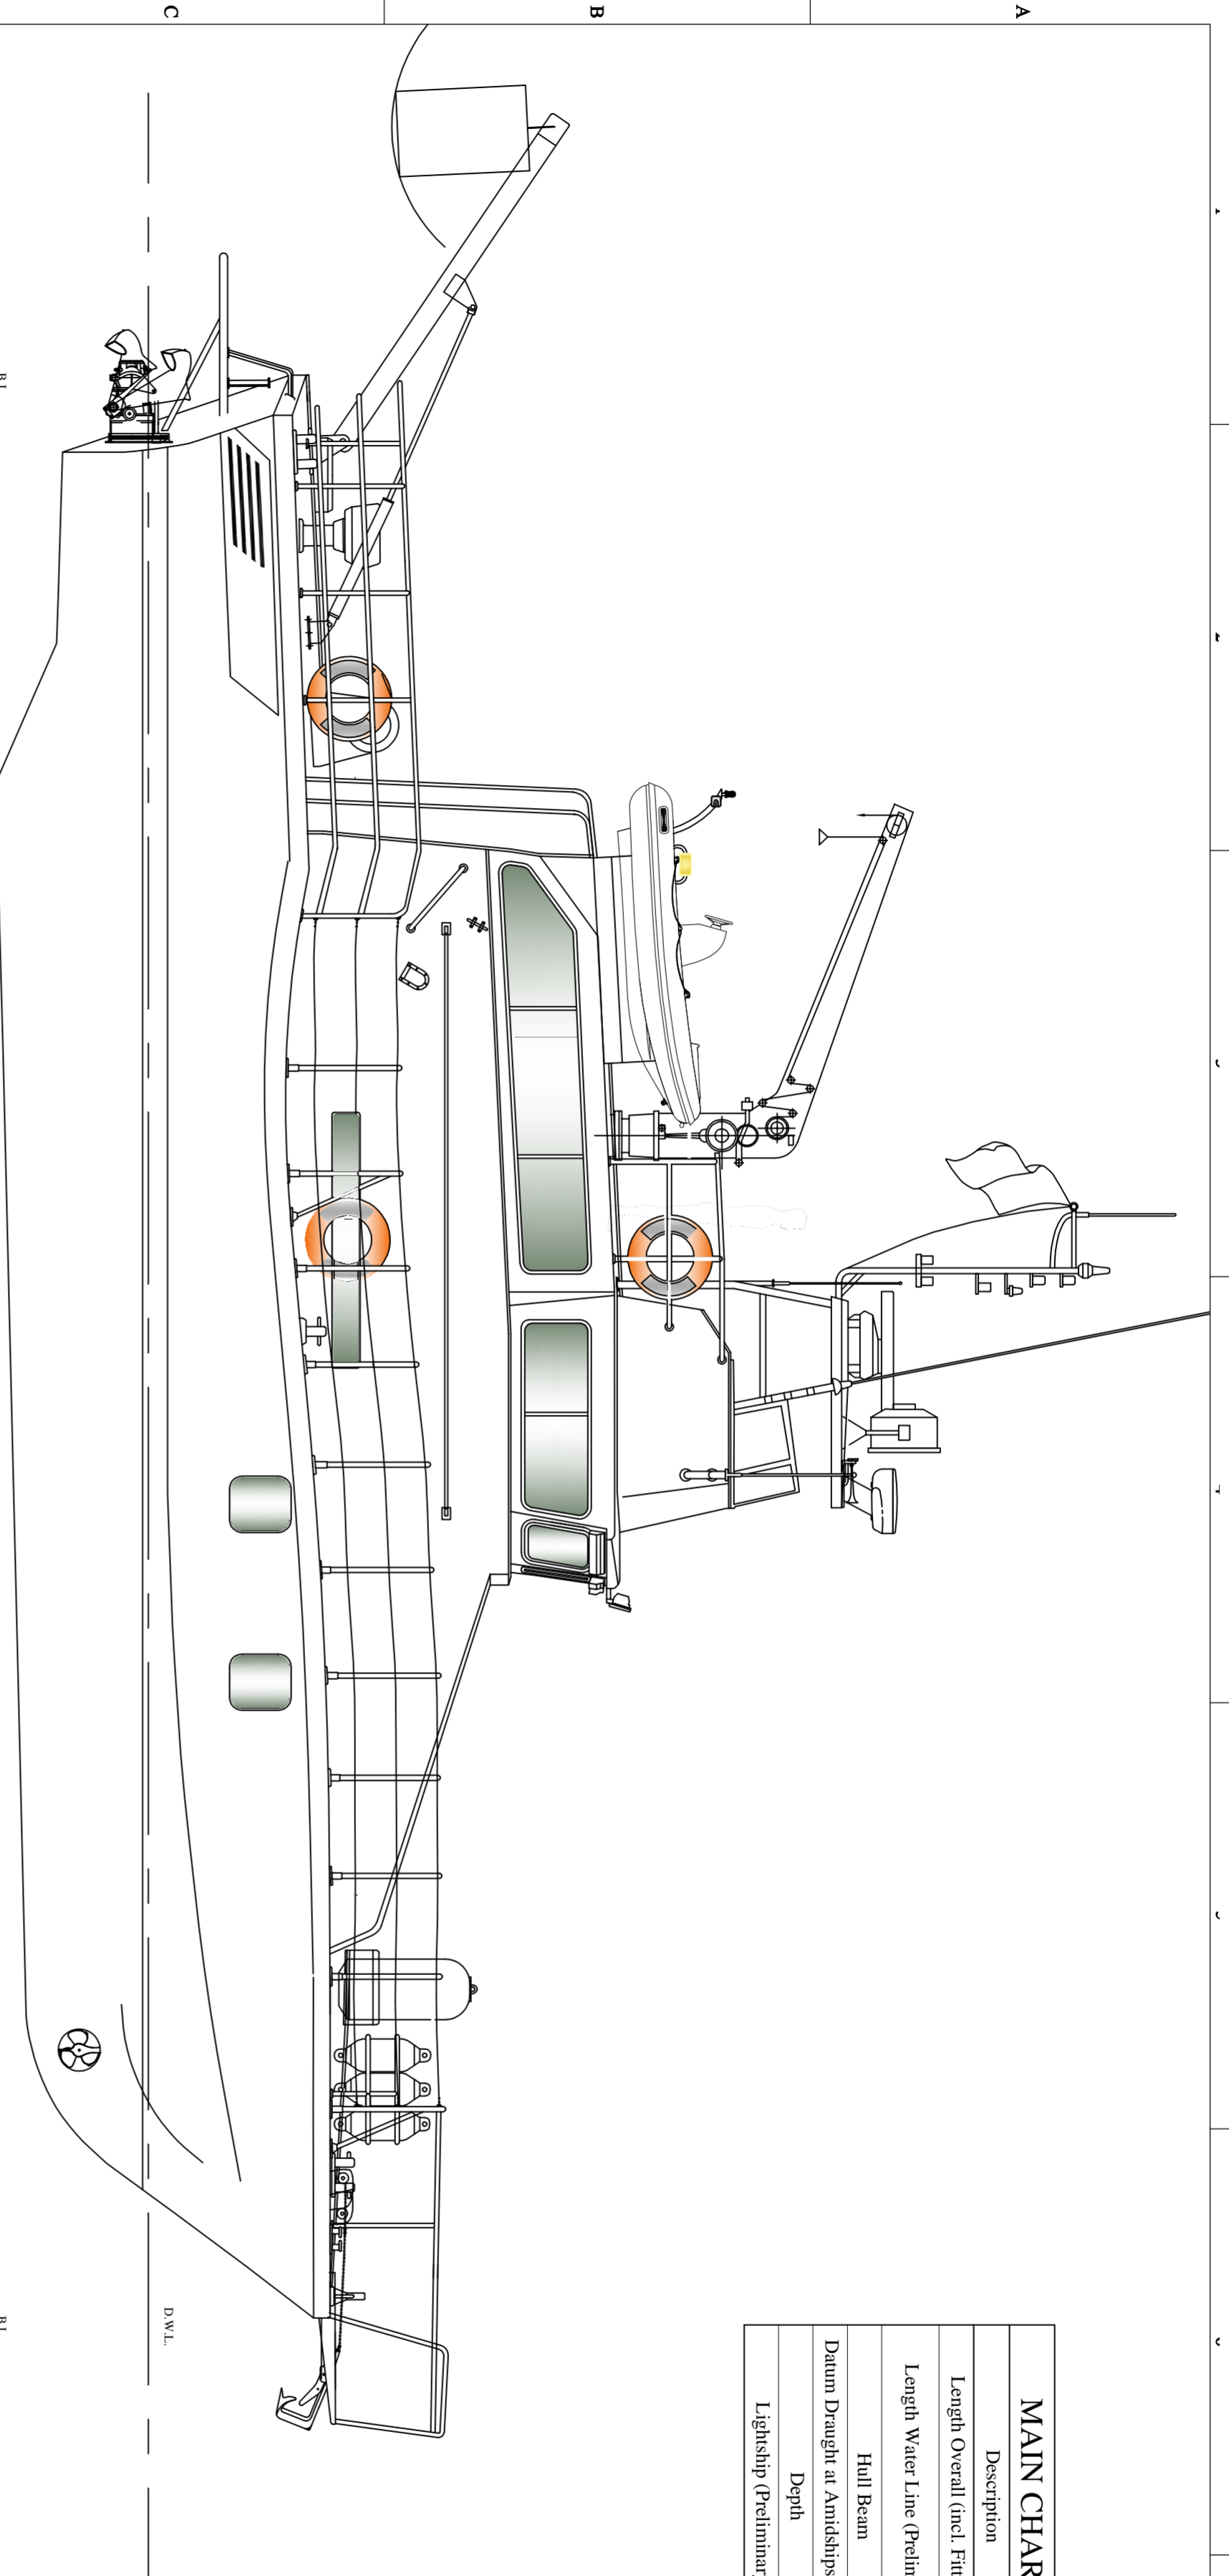 A
B
C
MAIN CHAR
Description
Length Overall (incl. Fitt
Length Water Line (Prelim
Hull Beam
Datum Draught at Amidships
Depth
Lightship (Preliminar
D.W.L.